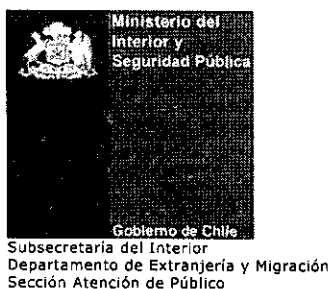 Ministerio del
Interior y
Seguridad Pública
Gobierno de Chile
Subsecretaría del Interior
Departamento de Extranjería y Migración
Sección Atención de Público